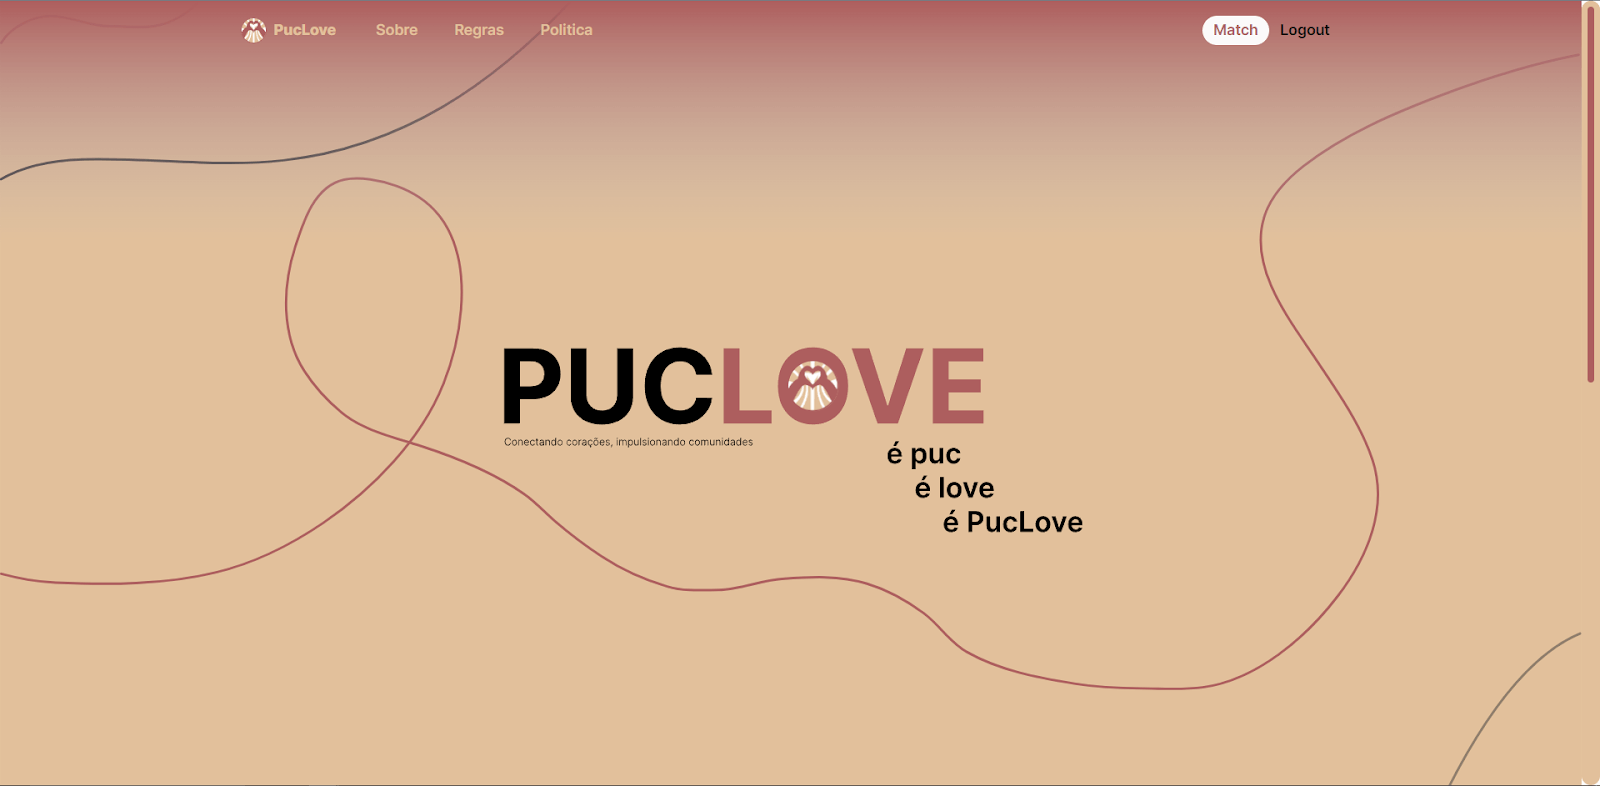 PucLove Sobre Regras Politica Match Logout
PUCLOVE
Conectando corações, impulsionando comunidades
é puc
é love
é PucLove